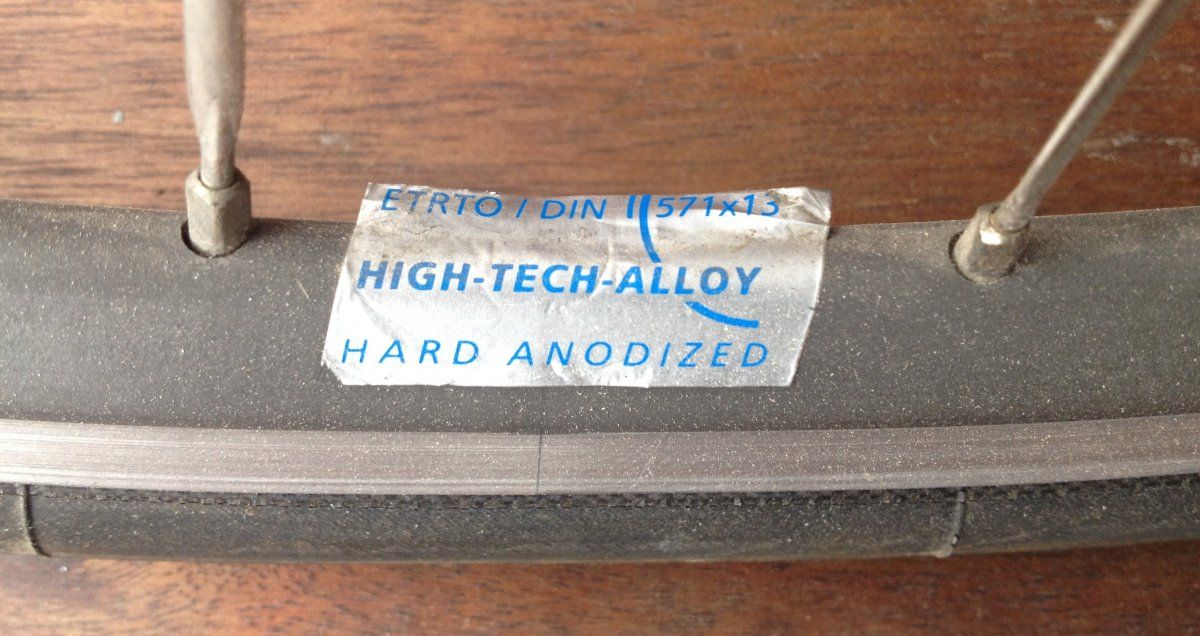 ETRTO / DIN 571x13
HIGH-TECH-ALLOY
HARD ANODIZED